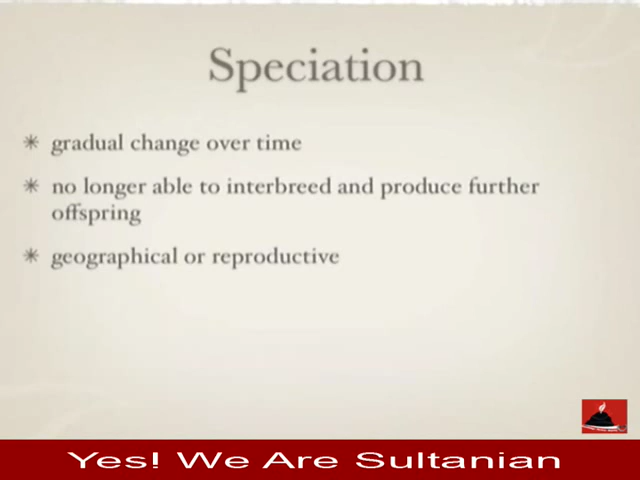 Speciation
gradual change over time
no longer able to interbreed and produce further
offspring
geographical or reproductive
Yes! We Are Sultanian